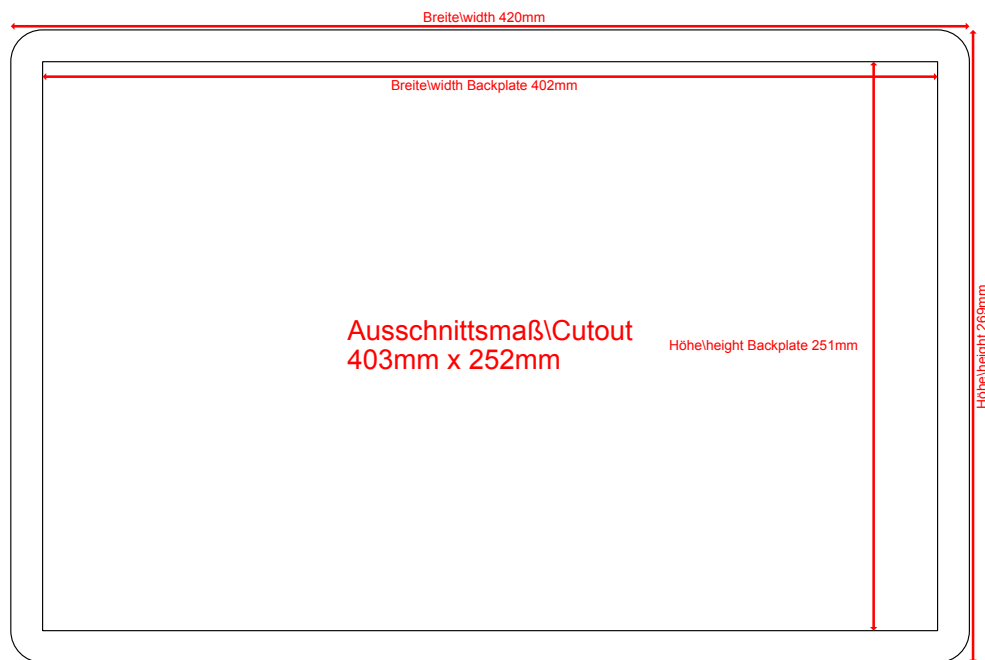 Breite\width 420mm
Breite\width Backplate 402mm
Ausschnittsmaß\Cutout
403mm x 252mm
Höhe\height Backplate 251mm
Höhe\height 269mm